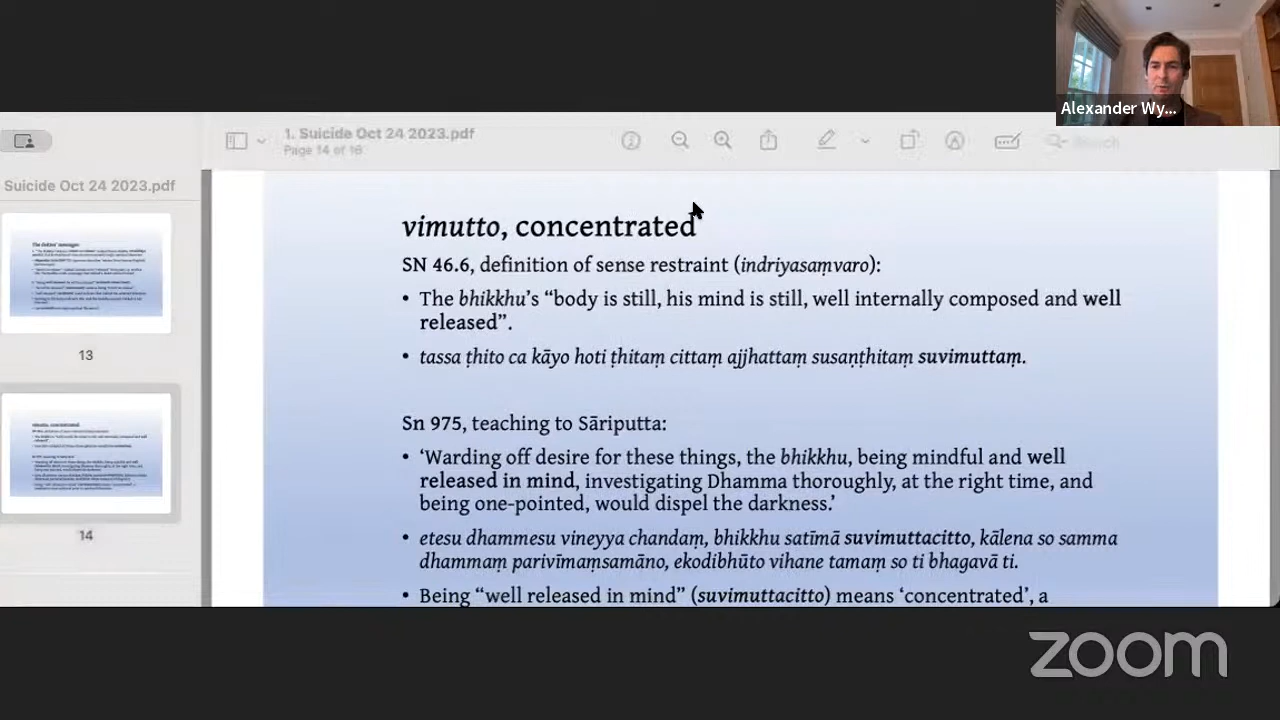 Alexander Wy...
1. Suicide Oct 24 2023.pdf
Page 14 of 16
Search
Suicide Oct 24 2023.pdf
13
14
vimutto, concentrated
SN 46.6, definition of sense restraint (indriyasaṃvaro):
• The bhikkhu’s “body is still, his mind is still, well internally composed and well
released”.
• tassa ṭhito ca kāyo hoti ṭhitaṃ cittaṃ ajjhattaṃ susaṇṭhitaṃ suvimuttaṃ.
Sn 975, teaching to Sāriputta:
• ‘Warding off desire for these things, the bhikkhu, being mindful and well
released in mind, investigating Dhamma thoroughly, at the right time, and
being one-pointed, would dispel the darkness.’
• etesu dhammesu vineyya chandaṃ, bhikkhu satīmā suvimuttacitto, kālena so samma
dhammaṃ parivīmaṃsamāno, ekodibhūto vihane tamaṃ so ti bhagavā ti.
• Being “well released in mind” (suvimuttacitto) means ‘concentrated’, a
zoom